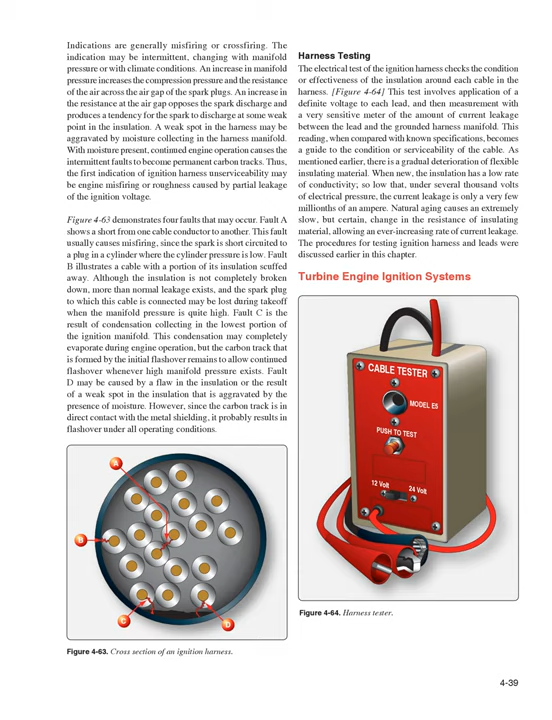 Indications are generally misfiring or crossfiring. The
indication may be intermittent, changing with manifold
pressure or with climate conditions. An increase in manifold
pressure increases the compression pressure and the resistance
of the air across the air gap of the spark plugs. An increase in
the resistance at the air gap opposes the spark discharge and
produces a tendency for the spark to discharge at some weak
point in the insulation. A weak spot in the harness may be
aggravated by moisture collecting in the harness manifold.
With moisture present, continued engine operation causes the
intermittent faults to become permanent carbon tracks. Thus,
the first indication of ignition harness unserviceability may
be engine misfiring or roughness caused by partial leakage
of the ignition voltage.
Figure 4-63 demonstrates four faults that may occur. Fault A
shows a short from one cable conductor to another. This fault
usually causes misfiring, since the spark is short circuited to
a plug in a cylinder where the cylinder pressure is low. Fault
B illustrates a cable with a portion of its insulation scuffed
away. Although the insulation is not completely broken
down, more than normal leakage exists, and the spark plug
to which this cable is connected may be lost during takeoff
when the manifold pressure is quite high. Fault C is the
result of condensation collecting in the lowest portion of
the ignition manifold. This condensation may completely
evaporate during engine operation, but the carbon track that
is formed by the initial flashover remains to allow continued
flashover whenever high manifold pressure exists. Fault
D may be caused by a flaw in the insulation or the result
of a weak spot in the insulation that is aggravated by the
presence of moisture. However, since the carbon track is in
direct contact with the metal shielding, it probably results in
flashover under all operating conditions.
A
B
C
D
Figure 4-63. Cross section of an ignition harness.
Harness Testing
The electrical test of the ignition harness checks the condition
or effectiveness of the insulation around each cable in the
harness. [Figure 4-64] This test involves application of a
definite voltage to each lead, and then measurement with
a very sensitive meter of the amount of current leakage
between the lead and the grounded harness manifold. This
reading, when compared with known specifications, becomes
a guide to the condition or serviceability of the cable. As
mentioned earlier, there is a gradual deterioration of flexible
insulating material. When new, the insulation has a low rate
of conductivity; so low that, under several thousand volts
of electrical pressure, the current leakage is only a very few
millionths of an ampere. Natural aging causes an extremely
slow, but certain, change in the resistance of insulating
material, allowing an ever-increasing rate of current leakage.
The procedures for testing ignition harness and leads were
discussed earlier in this chapter.
Turbine Engine Ignition Systems
CABLE TESTER
MODEL E5
PUSH TO TEST
12 Volt
24 Volt
Figure 4-64. Harness tester.
4-39